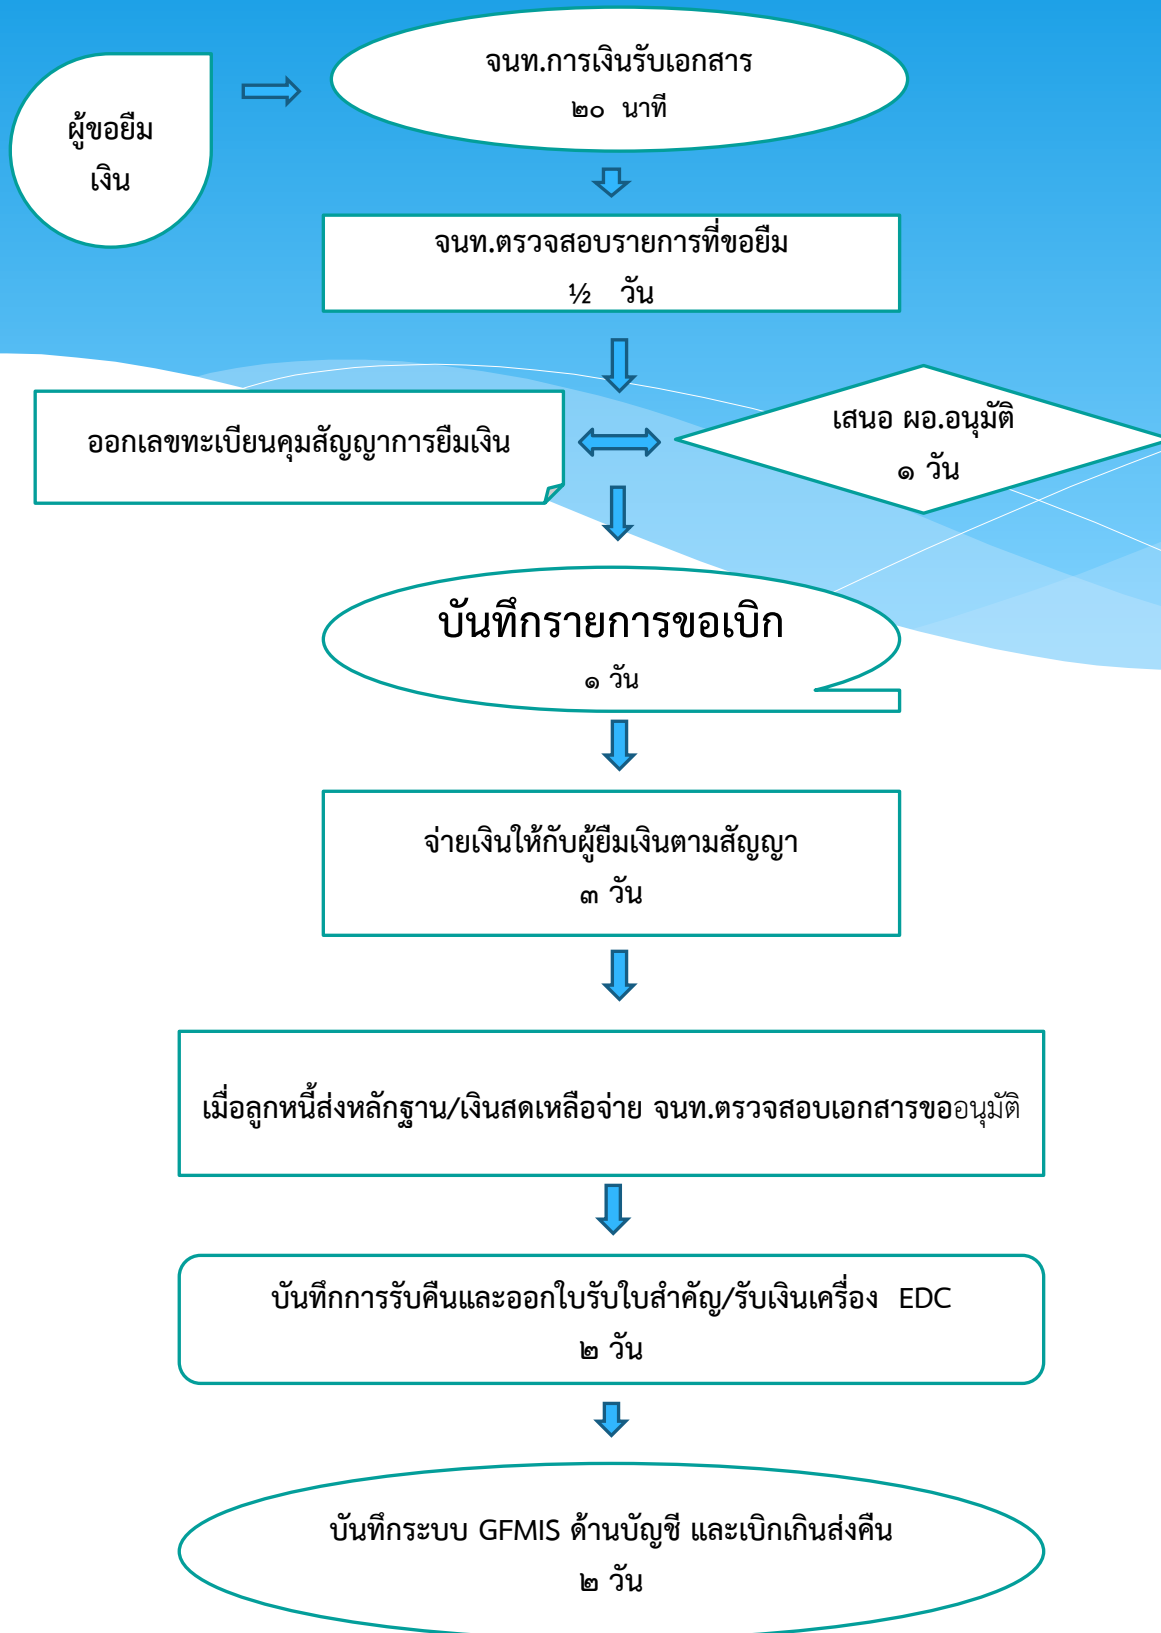 ผู้ขอยืม
เงิน
จนท.การเงินรับเอกสาร
๒๐ นาที
จนท.ตรวจสอบรายการที่ขอยืม
½ วัน
ออกเลขทะเบียนคุมสัญญาการยืมเงิน
เสนอ ผอ.อนุมัติ
๑ วัน
บันทึกรายการขอเบิก
๑ วัน
จ่ายเงินให้กับผู้ยืมเงินตามสัญญา
๓ วัน
เมื่อลูกหนี้ส่งหลักฐาน/เงินสดเหลือจ่าย จนท.ตรวจสอบเอกสารขออนุมัติ
บันทึกการรับคืนและออกใบรับใบสำคัญ/รับเงินเครื่อง EDC
๒ วัน
บันทึกระบบ GFMIS ด้านบัญชี และเบิกเกินส่งคืน
๒ วัน